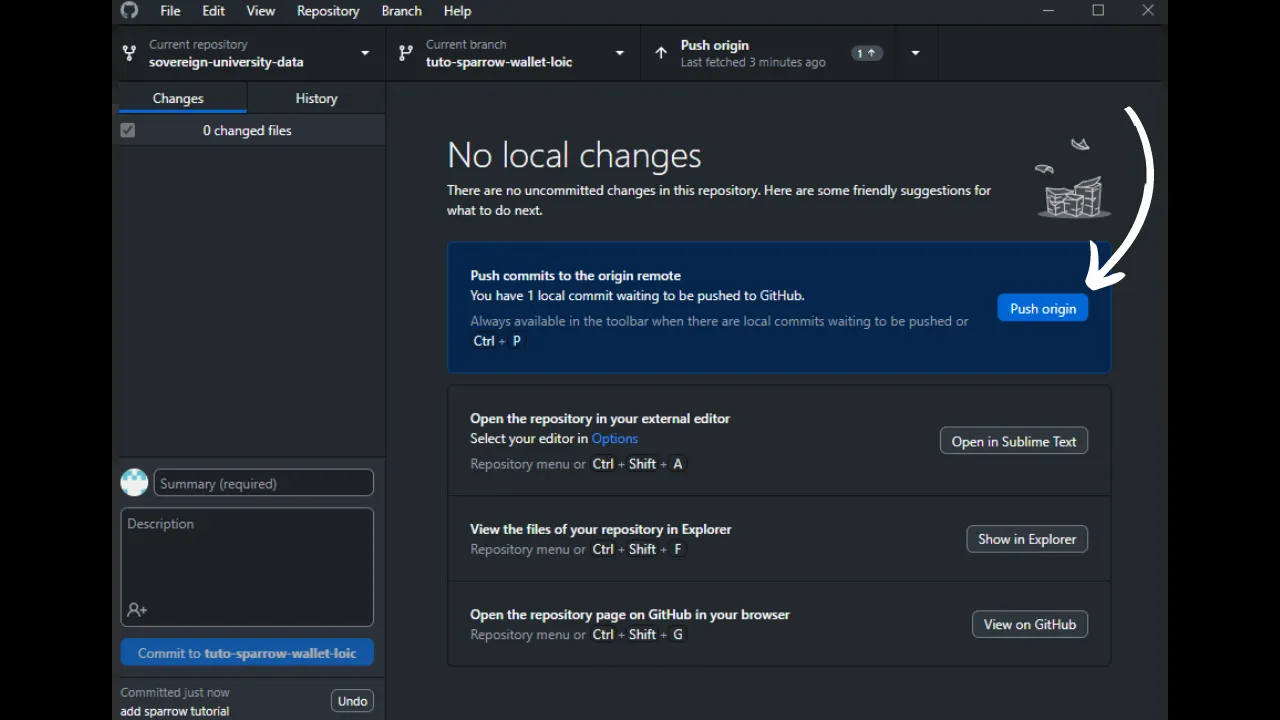 File Edit View Repository Branch Help
Current repository
sovereign-university-data
Current branch
tuto-sparrow-wallet-loic
Push origin
Last fetched 3 minutes ago
1
Changes
History
0 changed files
No local changes
There are no uncommitted changes in this repository. Here are some friendly suggestions for
what to do next.
Push commits to the origin remote
You have 1 local commit waiting to be pushed to GitHub.
Always available in the toolbar when there are local commits waiting to be pushed or
Ctrl + P
Push origin
Open the repository in your external editor
Select your editor in Options
Repository menu or Ctrl + Shift + A
Open in Sublime Text
View the files of your repository in Explorer
Repository menu or Ctrl + Shift + F
Show in Explorer
Open the repository page on GitHub in your browser
Repository menu or Ctrl + Shift + G
View on GitHub
Summary (required)
Description
Commit to tuto-sparrow-wallet-loic
Committed just now
add sparrow tutorial
Undo